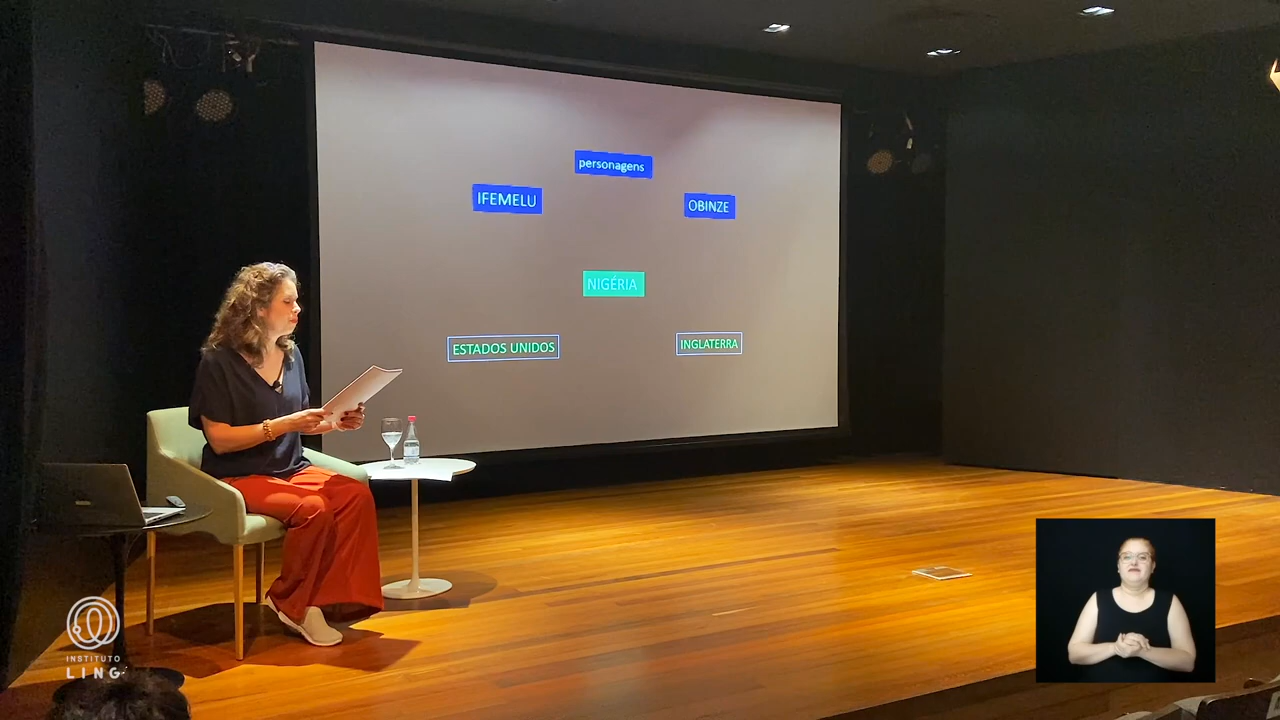 personagens
IFEMELU
OBINZE
NIGÉRIA
ESTADOS UNIDOS
INGLATERRA
INSTITUTO
LING